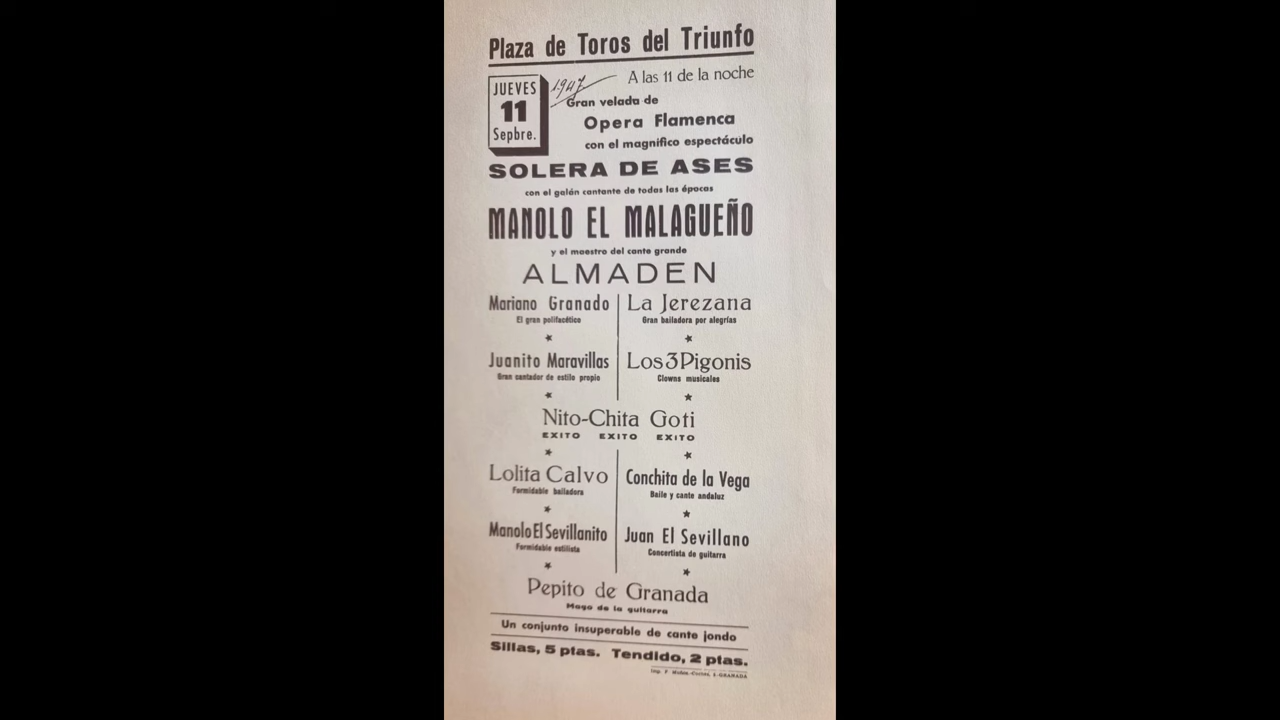 Plaza de Toros del Triunfo
JUEVES
11
Sepbre.
1947
A las 11 de la noche
Gran velada de
Opera Flamenca
con el magnífico espectáculo
SOLERA DE ASES
con el galán cantante de todas las épocas
MANOLO EL MALAGUEÑO
y el maestro del cante grande
ALMADEN
Mariano Granado
El gran polifacético
La Jerezana
Gran bailadora por alegrías
Juanito Maravillas
Gran cantador de estilo propio
Los 3 Pigonis
Clowns musicales
Nito-Chita Goti
EXITO EXITO EXITO
Lolita Calvo
Formidable bailadora
Conchita de la Vega
Baile y cante andaluz
Manolo El Sevillanito
Formidable estilista
Juan El Sevillano
Concertista de guitarra
Pepito de Granada
Mago de la guitarra
Un conjunto insuperable de cante jondo
Sillas, 5 ptas. Tendido, 2 ptas.
Imp. F. GRANADA